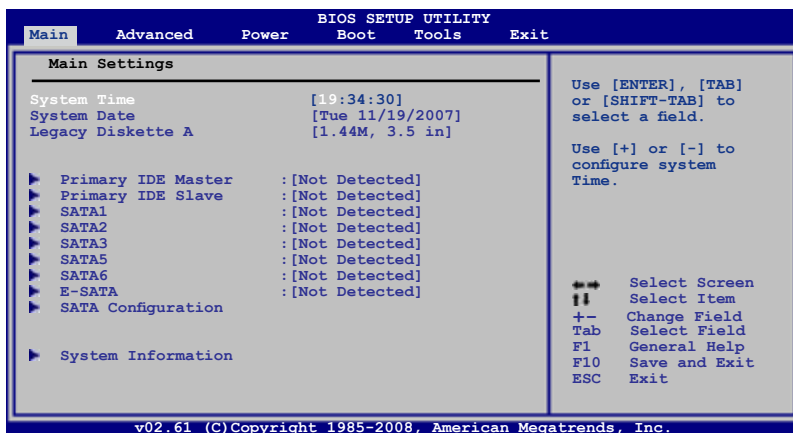 BIOS SETUP UTILITY
Main Advanced Power Boot Tools Exit
Main Settings
System Time [19:34:30]
System Date [Tue 11/19/2007]
Legacy Diskette A [1.44M, 3.5 in]
Primary IDE Master :[Not Detected]
Primary IDE Slave :[Not Detected]
SATA1 :[Not Detected]
SATA2 :[Not Detected]
SATA3 :[Not Detected]
SATA5 :[Not Detected]
SATA6 :[Not Detected]
E-SATA :[Not Detected]
SATA Configuration
System Information
Use [ENTER], [TAB]
or [SHIFT-TAB] to
select a field.
Use [+] or [-] to
configure system
Time.
Select Screen
Select Item
+- Change Field
Tab Select Field
F1 General Help
F10 Save and Exit
ESC Exit
v02.61 (C)Copyright 1985-2008, American Megatrends, Inc.